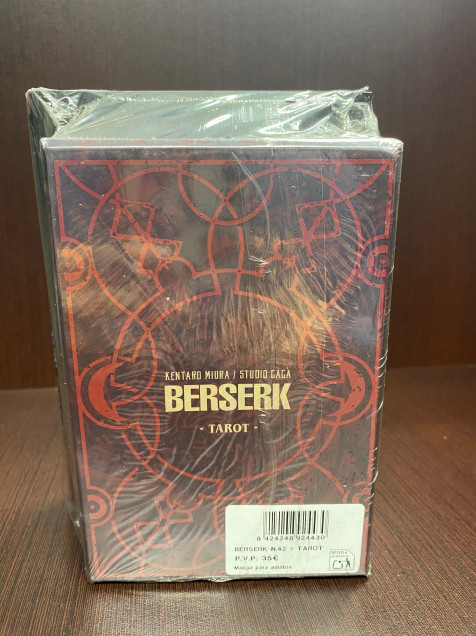 KENTARO MIURA / STUDIO GAGA
BERSERK
- TAROT -
8 424248 924430
BERSERK N.42 + TAROT
P.V.P. 35€
Manga para adultos